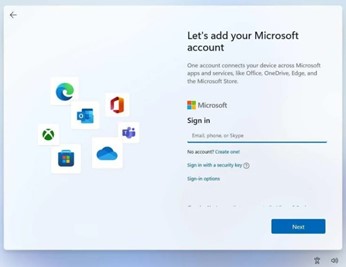 Let's add your Microsoft
account
One account connects your device across Microsoft
apps and services, like Office, OneDrive, Edge, and
the Microsoft Store.
Microsoft
Sign in
Email, phone, or Skype
No account? Create one!
Sign in with a security key
Sign-in options
Next